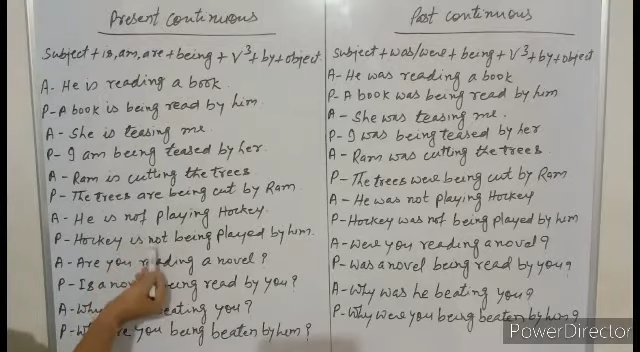 Present Continuous
Subject + is, am, are + being + V³ + by + object
A - He is reading a book.
P - A book is being read by him.
A - She is teasing me.
P - I am being teased by her.
A - Ram is cutting the trees
P - The trees are being cut by Ram.
A - He is not playing Hockey.
P - Hockey is not being played by him.
A - Are you reading a novel?
P - Is a being read by you?
A - beating you?
P - you being beaten by him?
Past Continuous
Subject + was/were + being + V³ + by + object
A - He was reading a book
P - A book was being read by him
A - She was teasing me.
P - I was being teased by her
A - Ram was cutting the trees
P - The trees were being cut by Ram
A - He was not playing Hockey
P - Hockey was not being played by him
A - Were you reading a novel?
P - Was a novel being read by you?
A - Why was he beating you?
P - Why were you being beaten by him?
PowerDirector